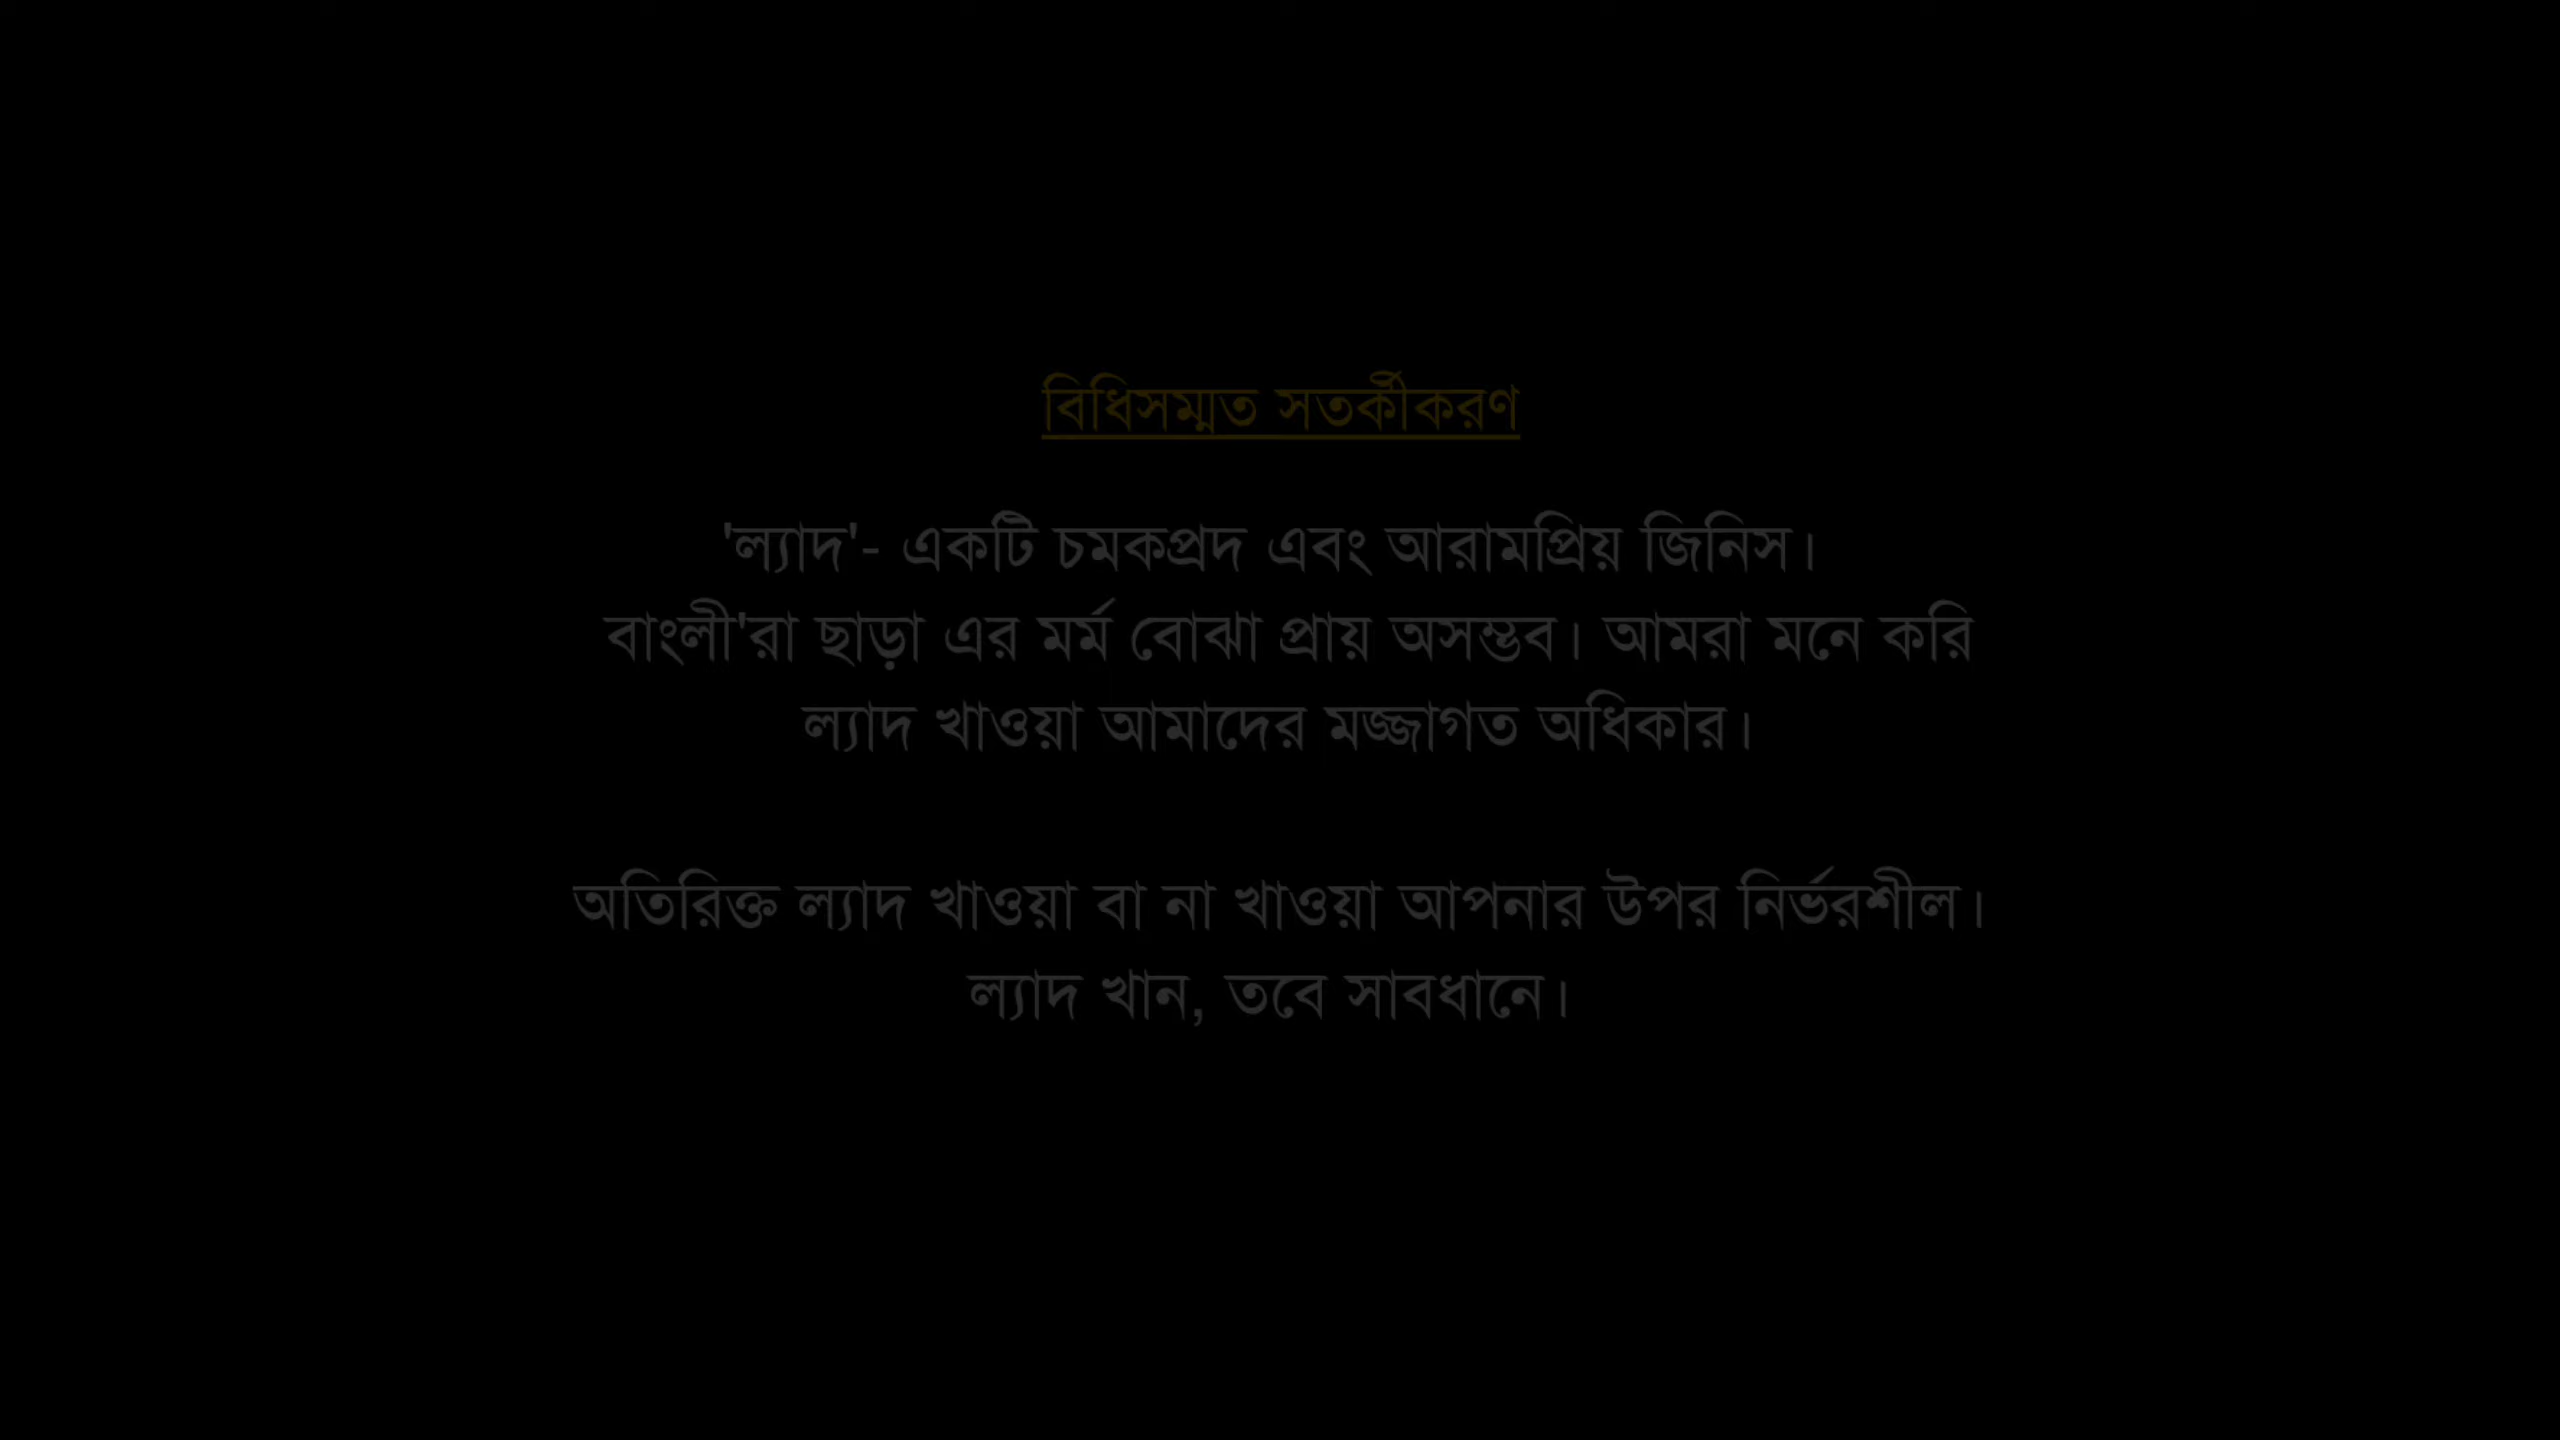 বিধিসম্মত সতর্কীকরণ
'ল্যাদ'- একটি চমকপ্রদ এবং আরামপ্রিয় জিনিস।
বাংলী'রা ছাড়া এর মর্ম বোঝা প্রায় অসম্ভব। আমরা মনে করি
ল্যাদ খাওয়া আমাদের মজ্জাগত অধিকার।
অতিরিক্ত ল্যাদ খাওয়া বা না খাওয়া আপনার উপর নির্ভরশীল।
ল্যাদ খান, তবে সাবধানে।